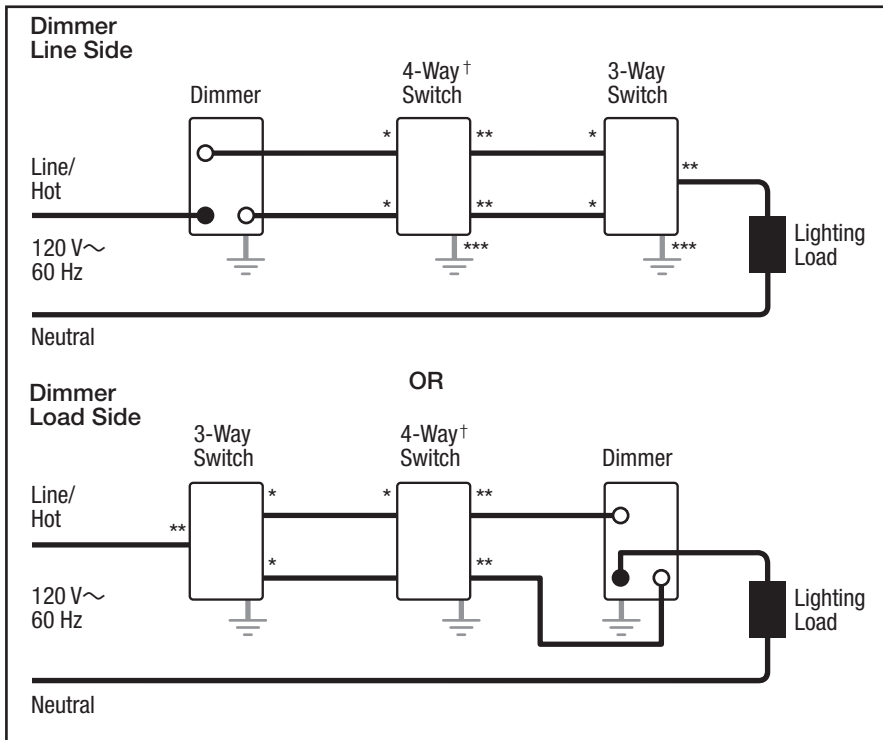 Dimmer
Line Side
4-Way†
Switch
3-Way
Switch
Dimmer
* ** *
**
Line/
Hot
* ** *
120 V~
60 Hz
*** ***
Lighting
Load
Neutral
OR
Dimmer
Load Side
3-Way
Switch
4-Way†
Switch
Dimmer
Line/
Hot
* * **
**
* **
120 V~
60 Hz
Lighting
Load
Neutral